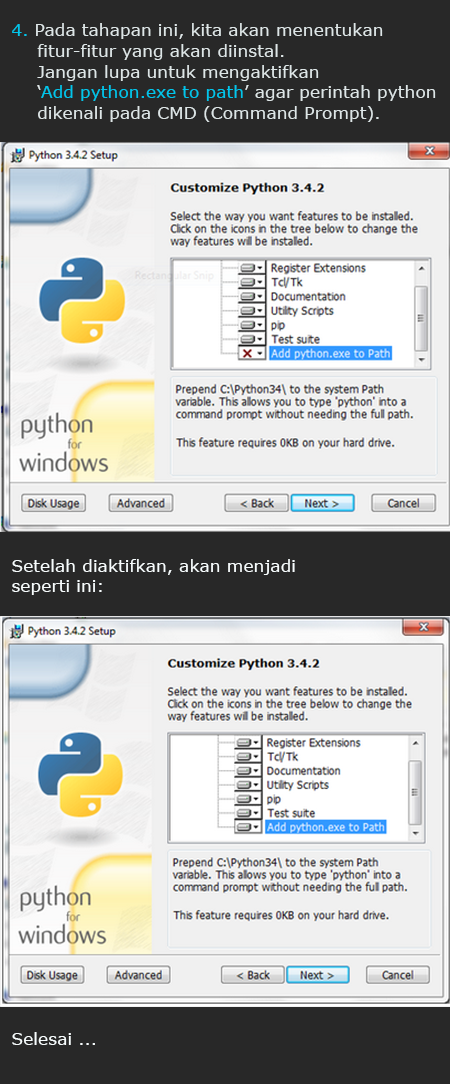 4. Pada tahapan ini, kita akan menentukan
fitur-fitur yang akan diinstal.
Jangan lupa untuk mengaktifkan
‘Add python.exe to path’ agar perintah python
dikenali pada CMD (Command Prompt).
Python 3.4.2 Setup
Customize Python 3.4.2
Select the way you want features to be installed.
Click on the icons in the tree below to change the
way features will be installed.
Rectangular Snip
Register Extensions
Tcl/Tk
Documentation
Utility Scripts
pip
Test suite
Add python.exe to Path
Prepend C:\Python34\ to the system Path
variable. This allows you to type 'python' into a
command prompt without needing the full path.
This feature requires 0KB on your hard drive.
python
for
windows
Disk Usage
Advanced
< Back
Next >
Cancel
Setelah diaktifkan, akan menjadi
seperti ini:
Python 3.4.2 Setup
Customize Python 3.4.2
Select the way you want features to be installed.
Click on the icons in the tree below to change the
way features will be installed.
Register Extensions
Tcl/Tk
Documentation
Utility Scripts
pip
Test suite
Add python.exe to Path
Prepend C:\Python34\ to the system Path
variable. This allows you to type 'python' into a
command prompt without needing the full path.
This feature requires 0KB on your hard drive.
python
for
windows
Disk Usage
Advanced
< Back
Next >
Cancel
Selesai ...